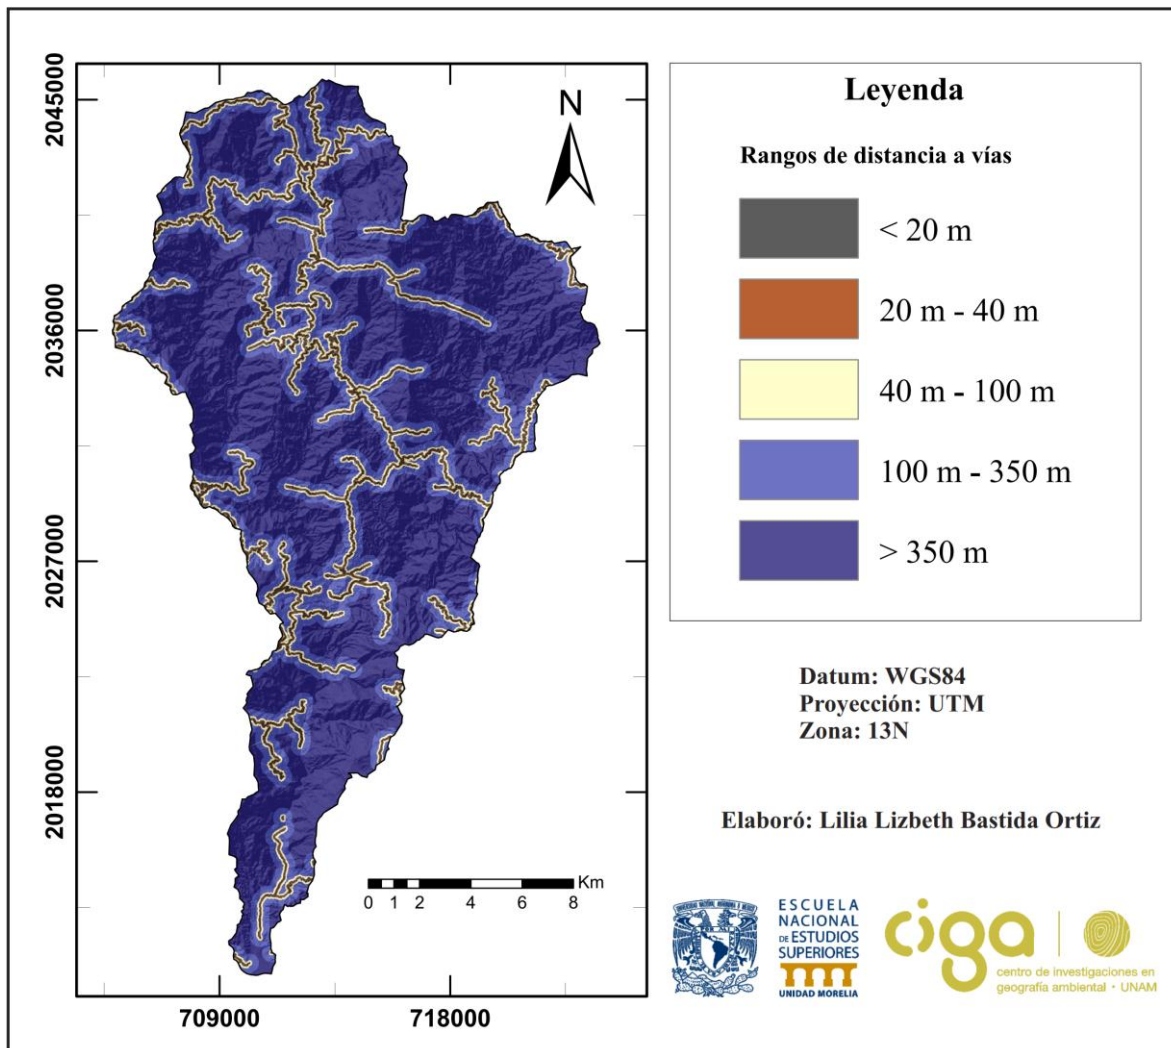 2045000
2036000
2027000
2018000
709000
718000
N
Km
0 1 2 4 6 8
Leyenda
Rangos de distancia a vías
< 20 m
20 m - 40 m
40 m - 100 m
100 m - 350 m
> 350 m
Datum: WGS84
Proyección: UTM
Zona: 13N
Elaboró: Lilia Lizbeth Bastida Ortiz
ESCUELA
NACIONAL
DE ESTUDIOS
SUPERIORES
UNIDAD MORELIA
ciga
centro de investigaciones en
geografía ambiental • UNAM